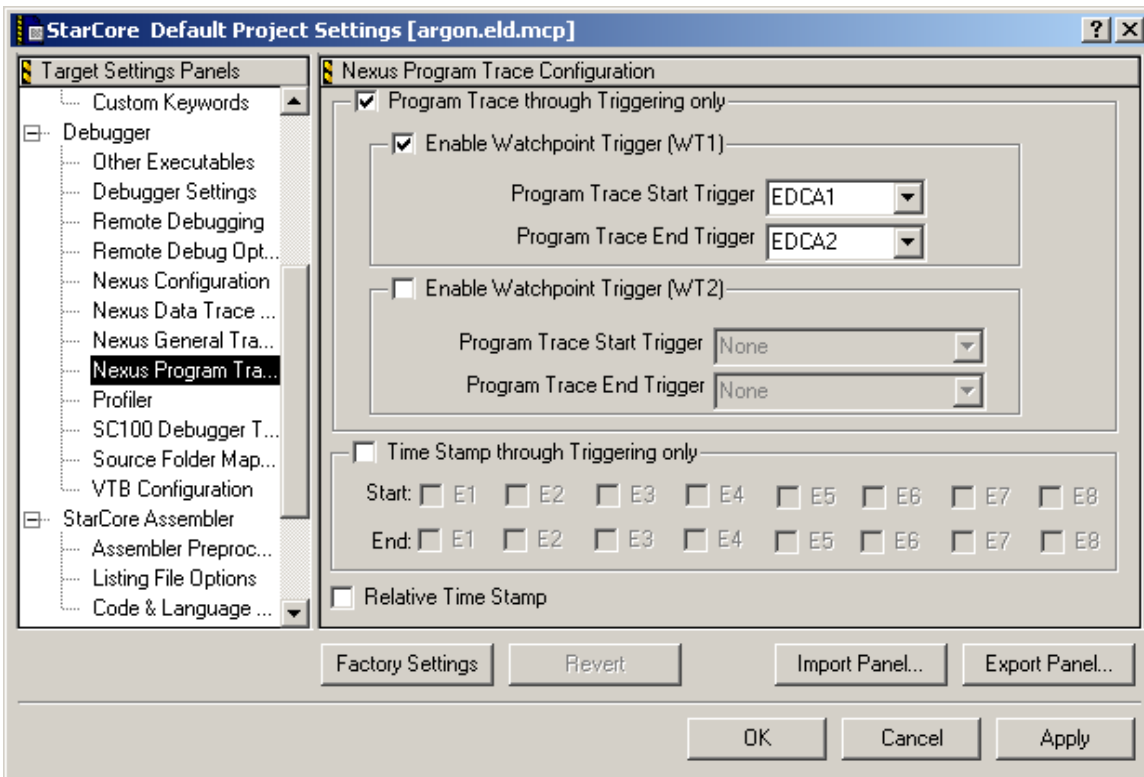 StarCore Default Project Settings [argon.eld.mcp]
Target Settings Panels
Custom Keywords
Debugger
Other Executables
Debugger Settings
Remote Debugging
Remote Debug Opt...
Nexus Configuration
Nexus Data Trace ...
Nexus General Tra...
Nexus Program Tra...
Profiler
SC100 Debugger T...
Source Folder Map...
VTB Configuration
StarCore Assembler
Assembler Preproc...
Listing File Options
Code & Language ...
Nexus Program Trace Configuration
Program Trace through Triggering only
Enable Watchpoint Trigger (WT1)
Program Trace Start Trigger EDCA1
Program Trace End Trigger EDCA2
Enable Watchpoint Trigger (WT2)
Program Trace Start Trigger None
Program Trace End Trigger None
Time Stamp through Triggering only
Start: E1 E2 E3 E4 E5 E6 E7 E8
End: E1 E2 E3 E4 E5 E6 E7 E8
Relative Time Stamp
Factory Settings Revert Import Panel... Export Panel...
OK Cancel Apply